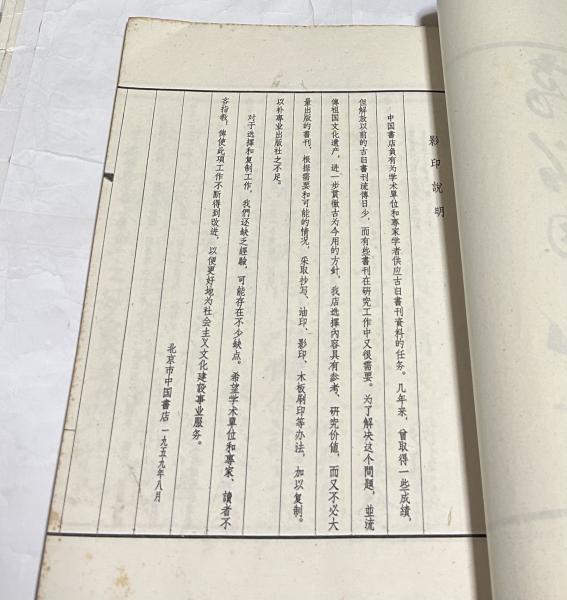 影印說明
中国書店負有为学术單位和專家学者供应古旧書刊資料的任务。几年来，曾取得一些成績，
但解放以前的古旧書刊流傳日少，而有些書刊在研究工作中又很需要。为了解决这个問題，並流
傳祖国文化遺产，进一步貫徹古为今用的方針，我店选擇內容具有参考、研究价値，而又不必大
量出版的書刊，根据需要和可能的情况，采取抄写、油印、影印、木板刷印等办法，加以复制。
以补專业出版社之不足。
对于选擇和复制工作，我們还缺乏經驗，可能存在不少缺点。希望学术單位和專家、讀者不
吝指教，俾使此項工作不断得到改进，以便更好地为社会主义文化建設事业服务。
北京市中国書店 一九五九年八月